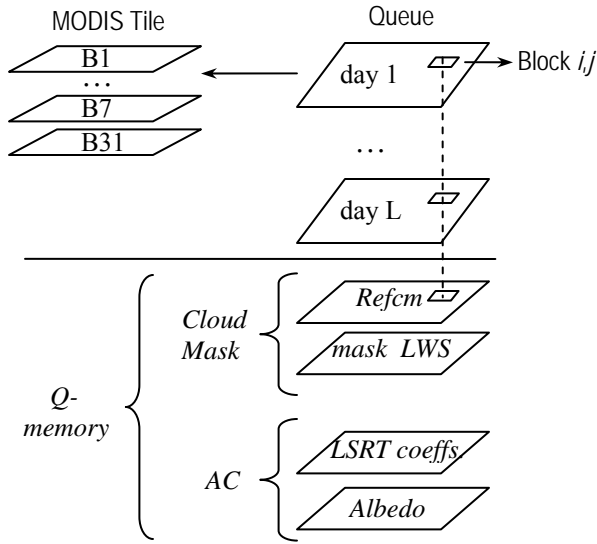 MODIS Tile
Queue
B1
...
B7
B31
day 1
Block i,j
...
day L
Refcm
mask LWS
Cloud
Mask
Q-
memory
LSRT coeffs.
AC
Albedo